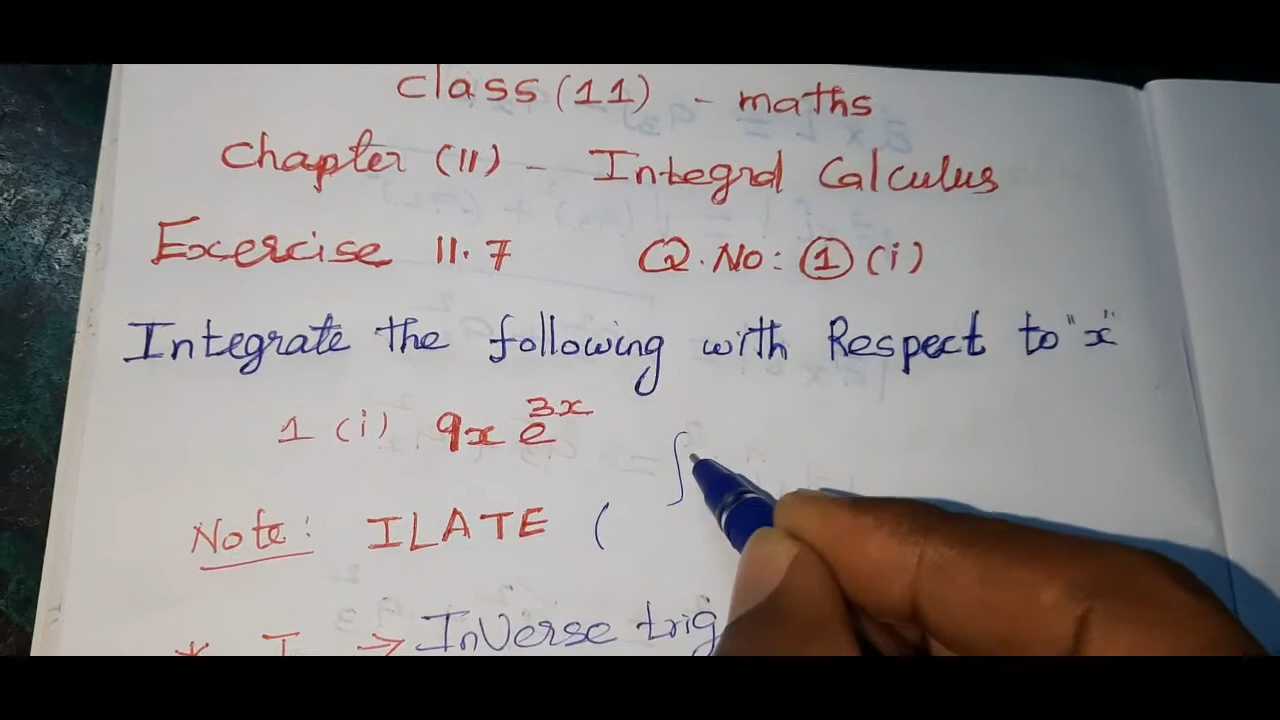 class (11) - maths
Chapter (11) - Integral Calculus
Excercise 11.7 Q.No: ① (i)
Integrate the following with Respect to "x"
1 (i) 9x e^{3x}
∫
Note: ILATE (
* I → Inverse trig